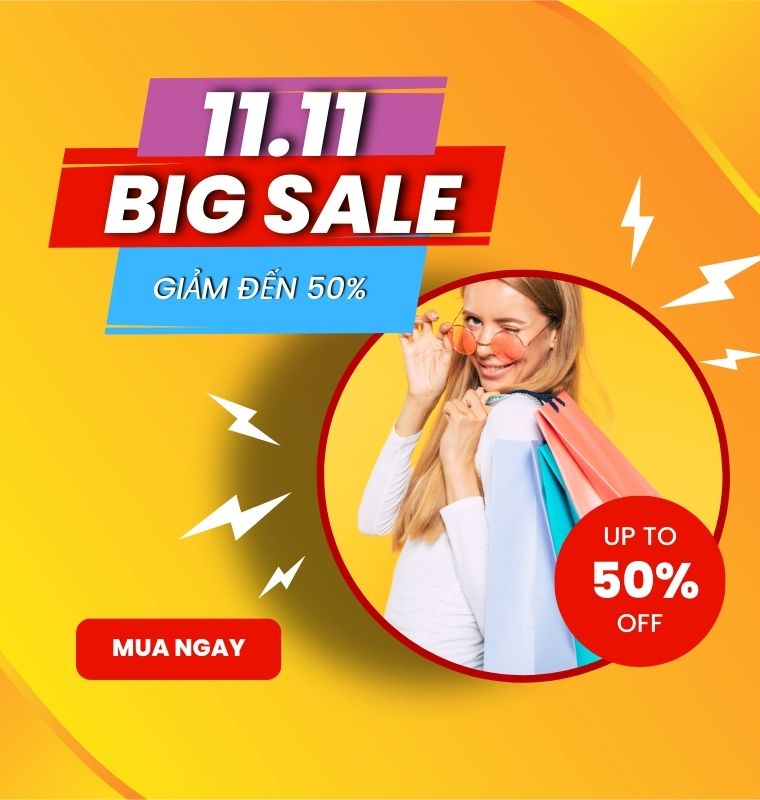 11.11
BIG SALE
GIẢM ĐẾN 50%
UP TO
50%
OFF
MUA NGAY